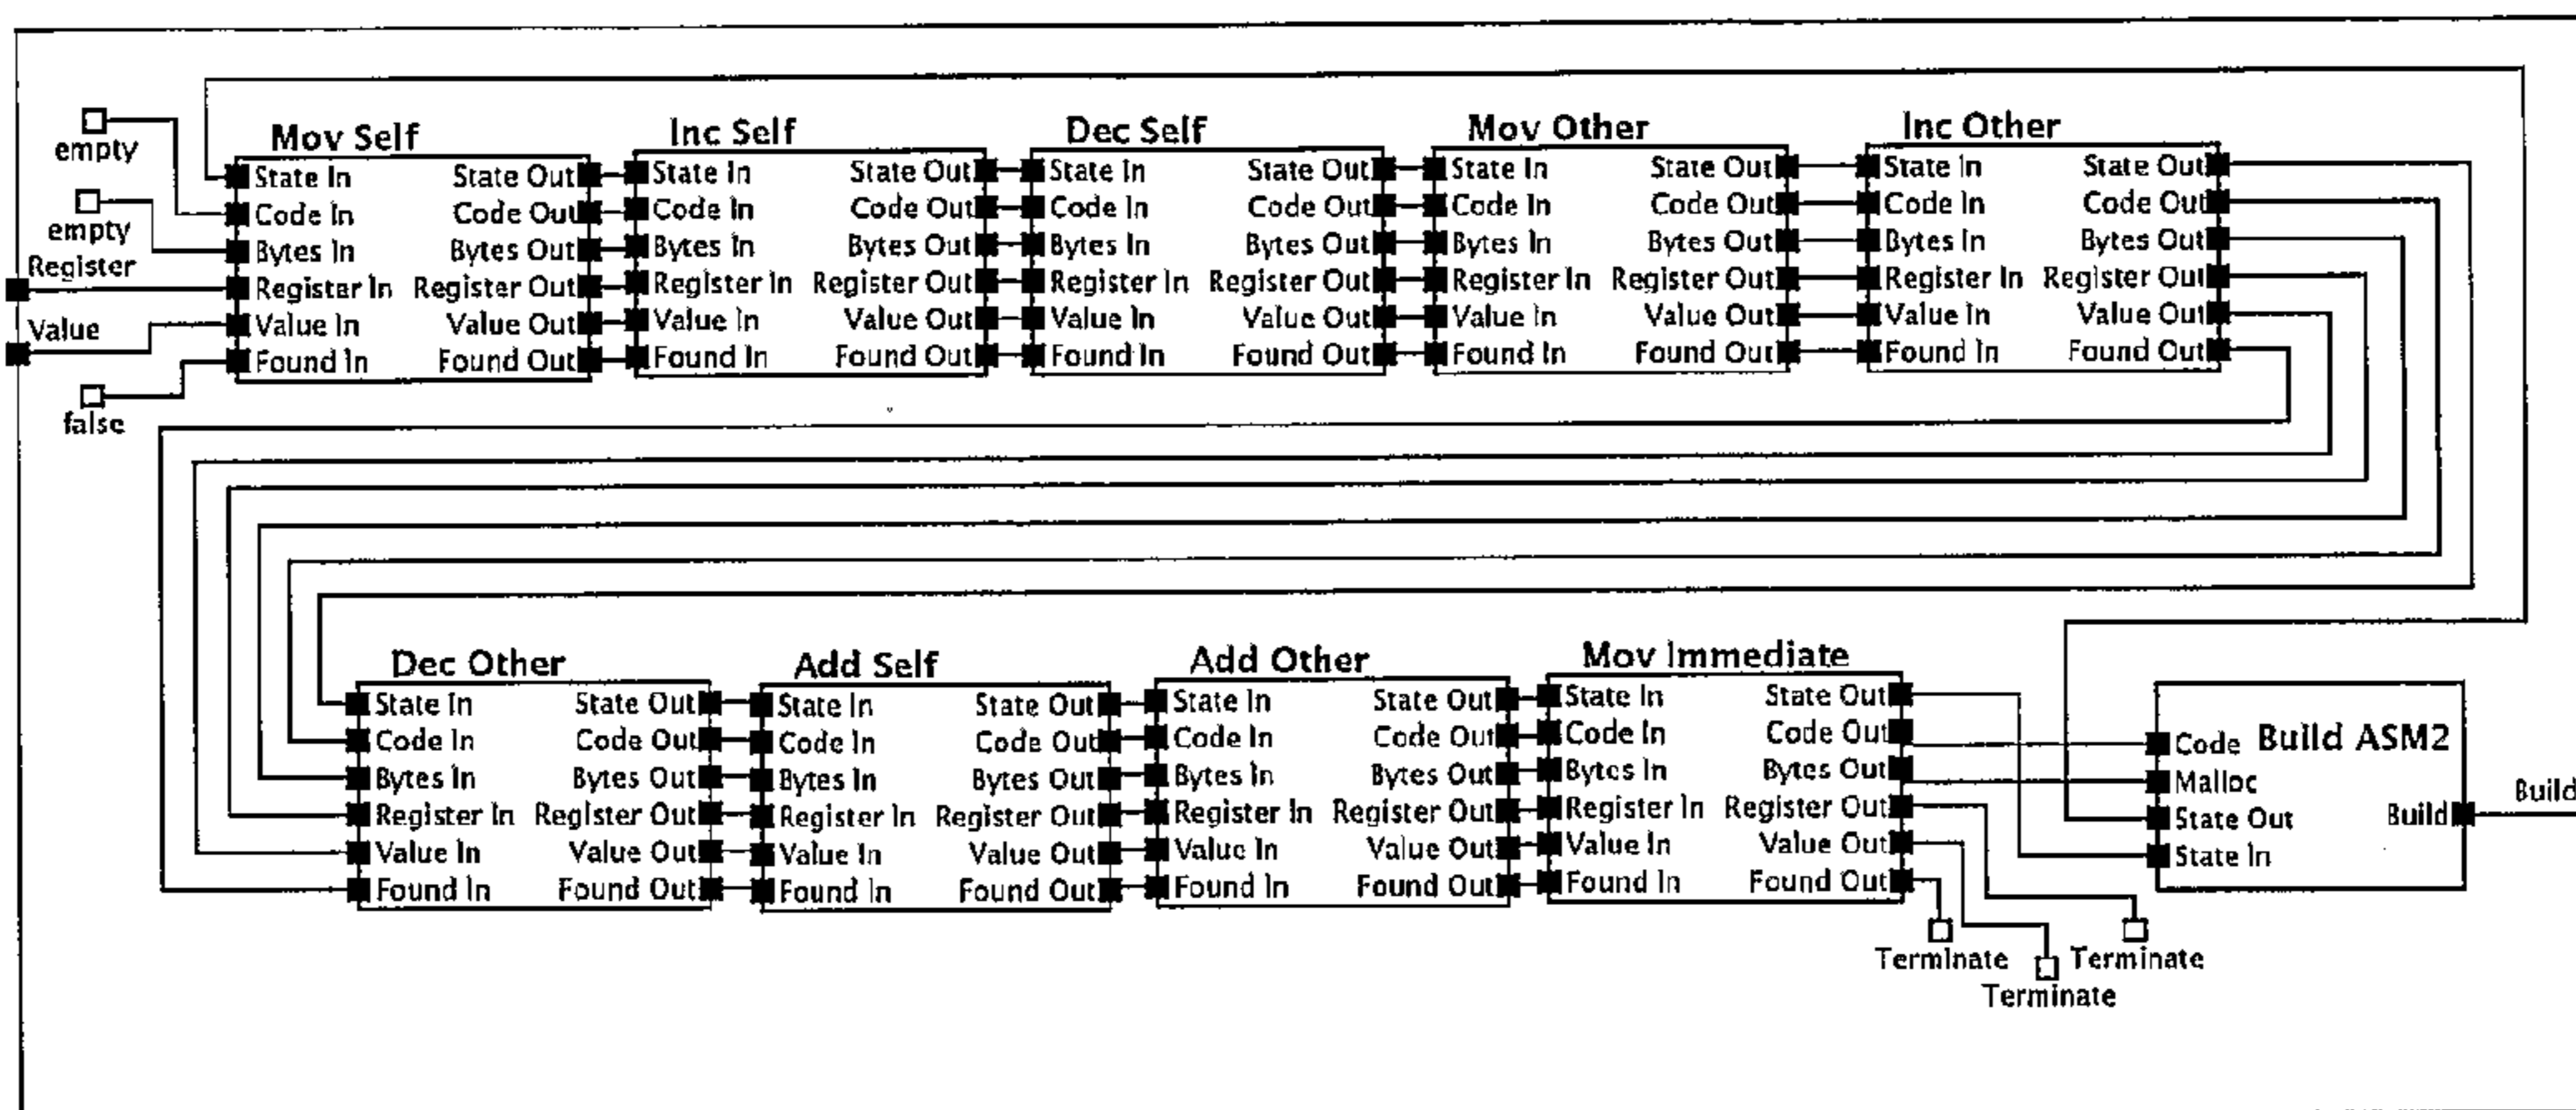 empty
empty
Register
Value
false
Mov Self
State In State Out
Code In Code Out
Bytes In Bytes Out
Register In Register Out
Value In Value Out
Found In Found Out
Inc Self
State In State Out
Code In Code Out
Bytes In Bytes Out
Register In Register Out
Value In Value Out
Found In Found Out
Dec Self
State In State Out
Code In Code Out
Bytes In Bytes Out
Register In Register Out
Value In Value Out
Found In Found Out
Mov Other
State In State Out
Code In Code Out
Bytes In Bytes Out
Register In Register Out
Value In Value Out
Found In Found Out
Inc Other
State In State Out
Code In Code Out
Bytes In Bytes Out
Register In Register Out
Value In Value Out
Found In Found Out
Dec Other
State In State Out
Code In Code Out
Bytes In Bytes Out
Register In Register Out
Value In Value Out
Found In Found Out
Add Self
State In State Out
Code In Code Out
Bytes In Bytes Out
Register In Register Out
Value In Value Out
Found In Found Out
Add Other
State In State Out
Code In Code Out
Bytes In Bytes Out
Register In Register Out
Value In Value Out
Found In Found Out
Mov Immediate
State In State Out
Code In Code Out
Bytes In Bytes Out
Register In Register Out
Value In Value Out
Found In Found Out
Terminate
Terminate
Terminate
Code Build ASM2
Malloc
State Out Build
State In
Build